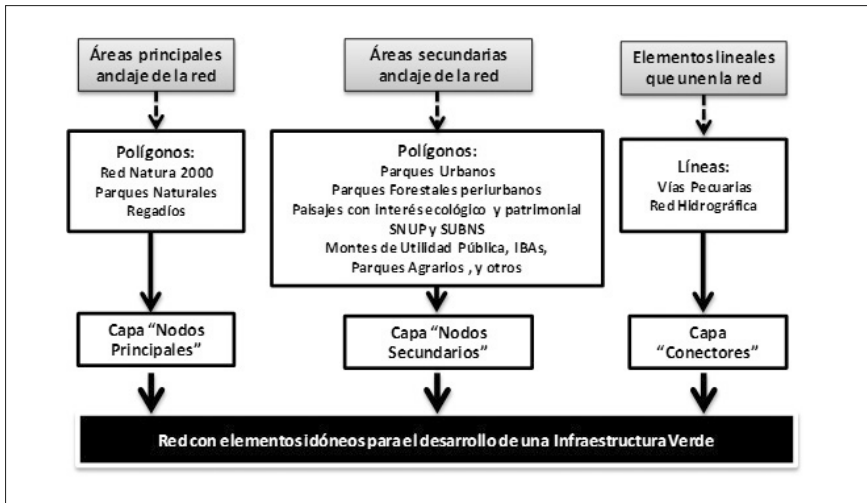 Áreas principales
anclaje de la red
Áreas secundarias
anclaje de la red
Elementos lineales
que unen la red
Polígonos:
Red Natura 2000
Parques Naturales
Regadíos
Polígonos:
Parques Urbanos
Parques Forestales periurbanos
Paisajes con interés ecológico y patrimonial
SNUP y SUBNS
Montes de Utilidad Pública, IBAs,
Parques Agrarios , y otros
Líneas:
Vías Pecuarias
Red Hidrográfica
Capa “Nodos
Principales”
Capa “Nodos
Secundarios”
Capa
“Conectores”
Red con elementos idóneos para el desarrollo de una Infraestructura Verde